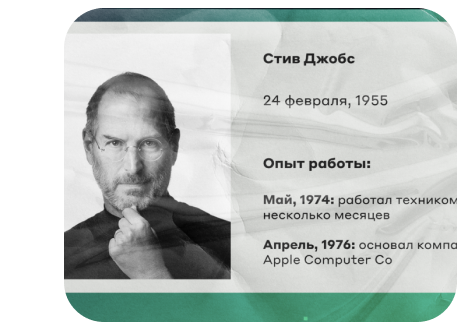 Стив Джобс
24 февраля, 1955
Опыт работы:
Май, 1974: работал техником
несколько месяцев
Апрель, 1976: основал компа
Apple Computer Co